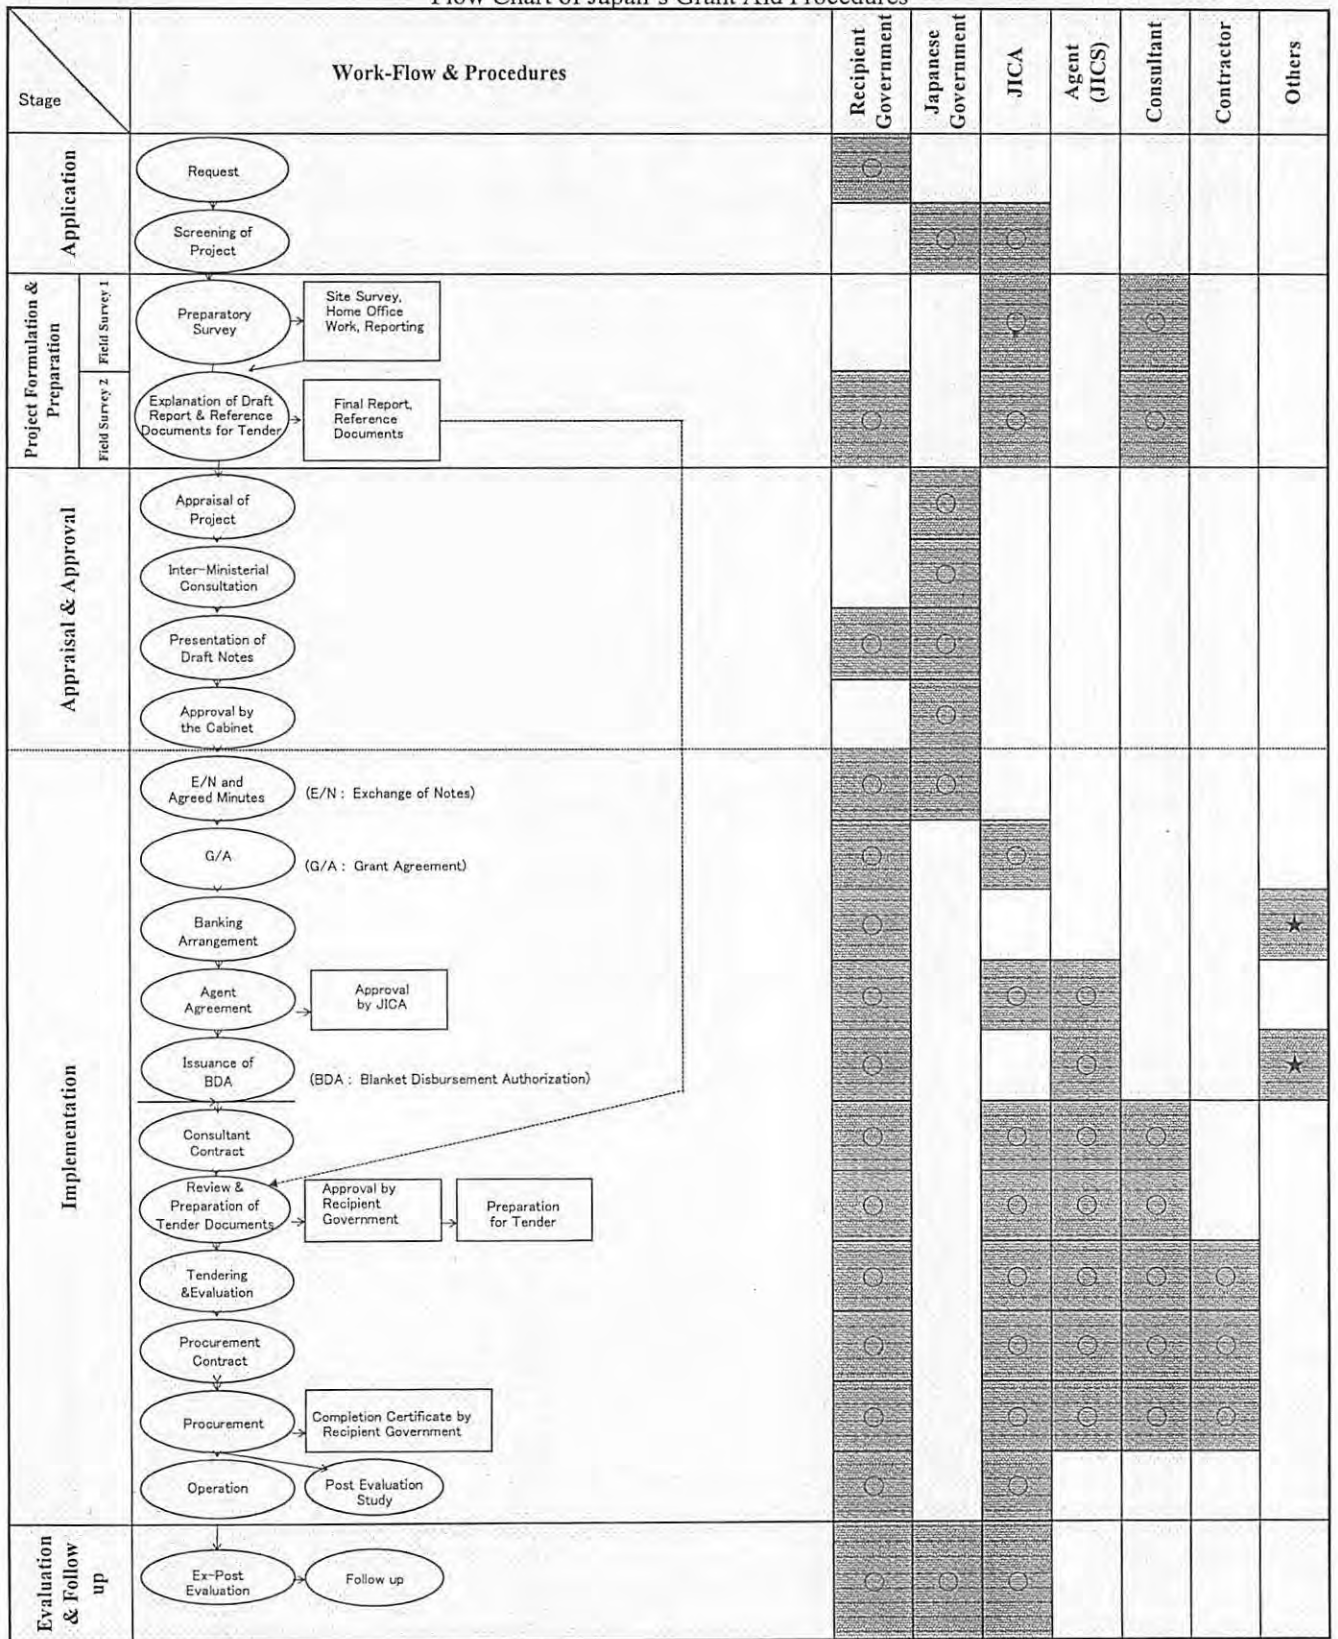 Flow Chart of Japan's Grant Aid Procedures
Stage
Work-Flow & Procedures
Recipient
Government
Japanese
Government
JICA
Agent
(JICS)
Consultant
Contractor
Others
Application
Request
○
Screening of
Project
○ ○
Project Formulation &
Preparation
Field Survey 1
Preparatory
Survey
Site Survey,
Home Office
Work, Reporting
○ ○
Field Survey 2
Explanation of Draft
Report & Reference
Documents for Tender
Final Report,
Reference
Documents
○ ○ ○
Appraisal & Approval
Appraisal of
Project
○
Inter-Ministerial
Consultation
○
Presentation of
Draft Notes
○ ○
Approval by
the Cabinet
○
Implementation
E/N and
Agreed Minutes
(E/N : Exchange of Notes)
○ ○
G/A
(G/A : Grant Agreement)
○ ○
Banking
Arrangement
○ ★
Agent
Agreement
Approval
by JICA
○ ○ ○
Issuance of
BDA
(BDA : Blanket Disbursement Authorization)
○ ○ ★
Consultant
Contract
○ ○ ○ ○
Review &
Preparation of
Tender Documents
Approval by
Recipient
Government
Preparation
for Tender
○ ○ ○ ○
Tendering
&Evaluation
○ ○ ○ ○ ○
Procurement
Contract
○ ○ ○ ○ ○
Procurement
Completion Certificate by
Recipient Government
○ ○ ○ ○ ○
Operation
Post Evaluation
Study
○ ○
Evaluation
& Follow
up
Ex-Post
Evaluation
Follow up
○ ○ ○